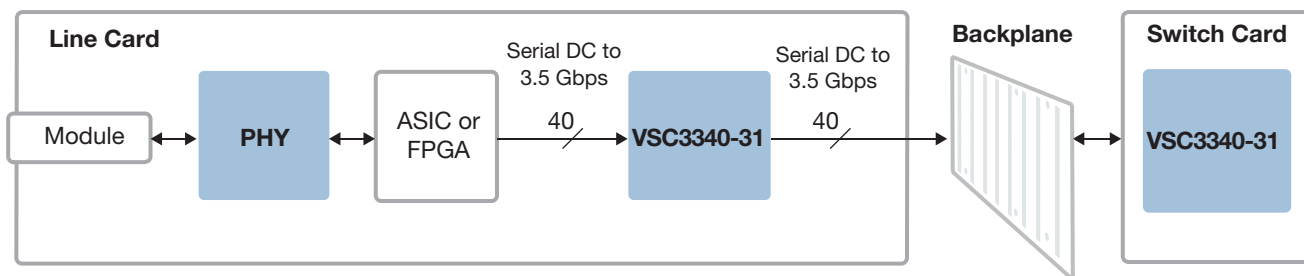 Line Card
Module
PHY
ASIC or
FPGA
Serial DC to
3.5 Gbps
40
VSC3340-31
Serial DC to
3.5 Gbps
40
Backplane
Switch Card
VSC3340-31